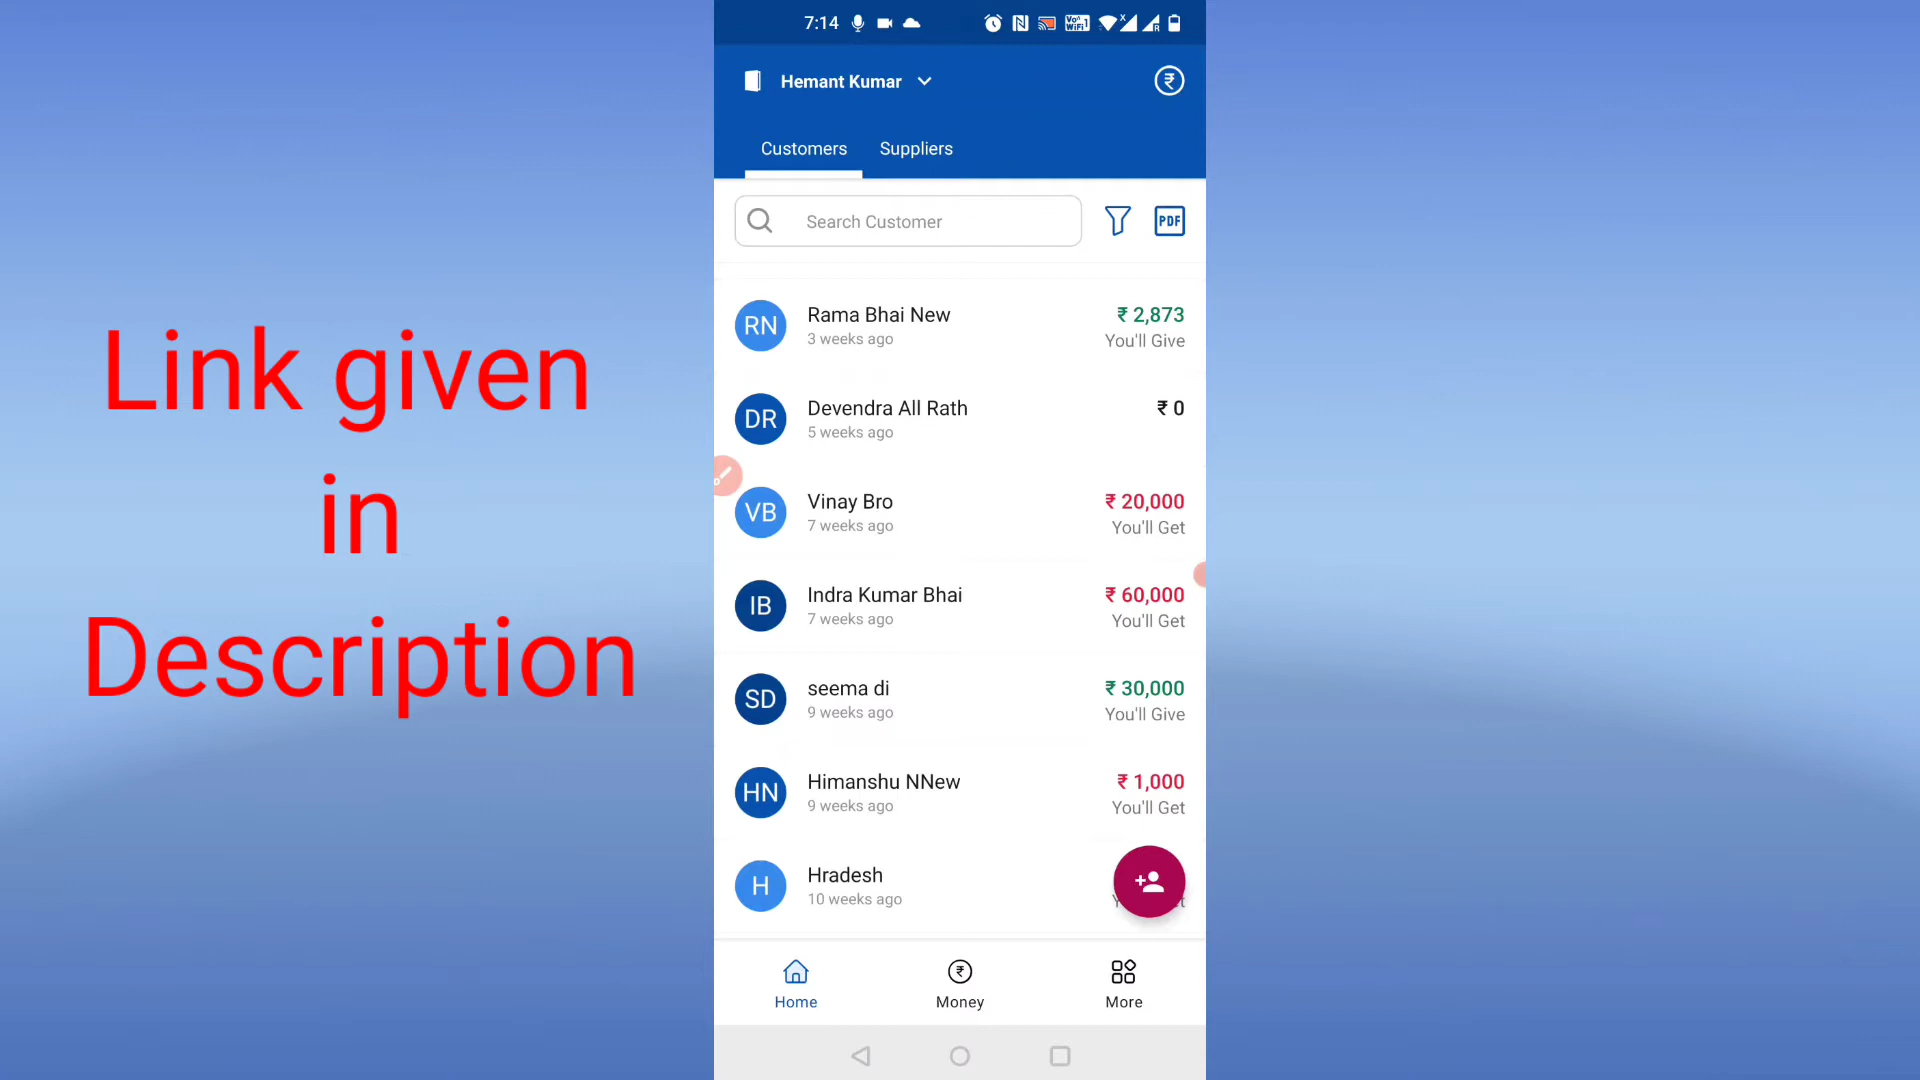 Link given
in
Description
7:14
Hemant Kumar
Customers Suppliers
Search Customer
PDF
RN
Rama Bhai New
₹ 2,873
3 weeks ago
You'll Give
DR
Devendra All Rath
₹ 0
5 weeks ago
VB
Vinay Bro
₹ 20,000
7 weeks ago
You'll Get
IB
Indra Kumar Bhai
₹ 60,000
7 weeks ago
You'll Get
SD
seema di
₹ 30,000
9 weeks ago
You'll Give
HN
Himanshu NNew
₹ 1,000
9 weeks ago
You'll Get
H
Hradesh
10 weeks ago
Home
Money
More